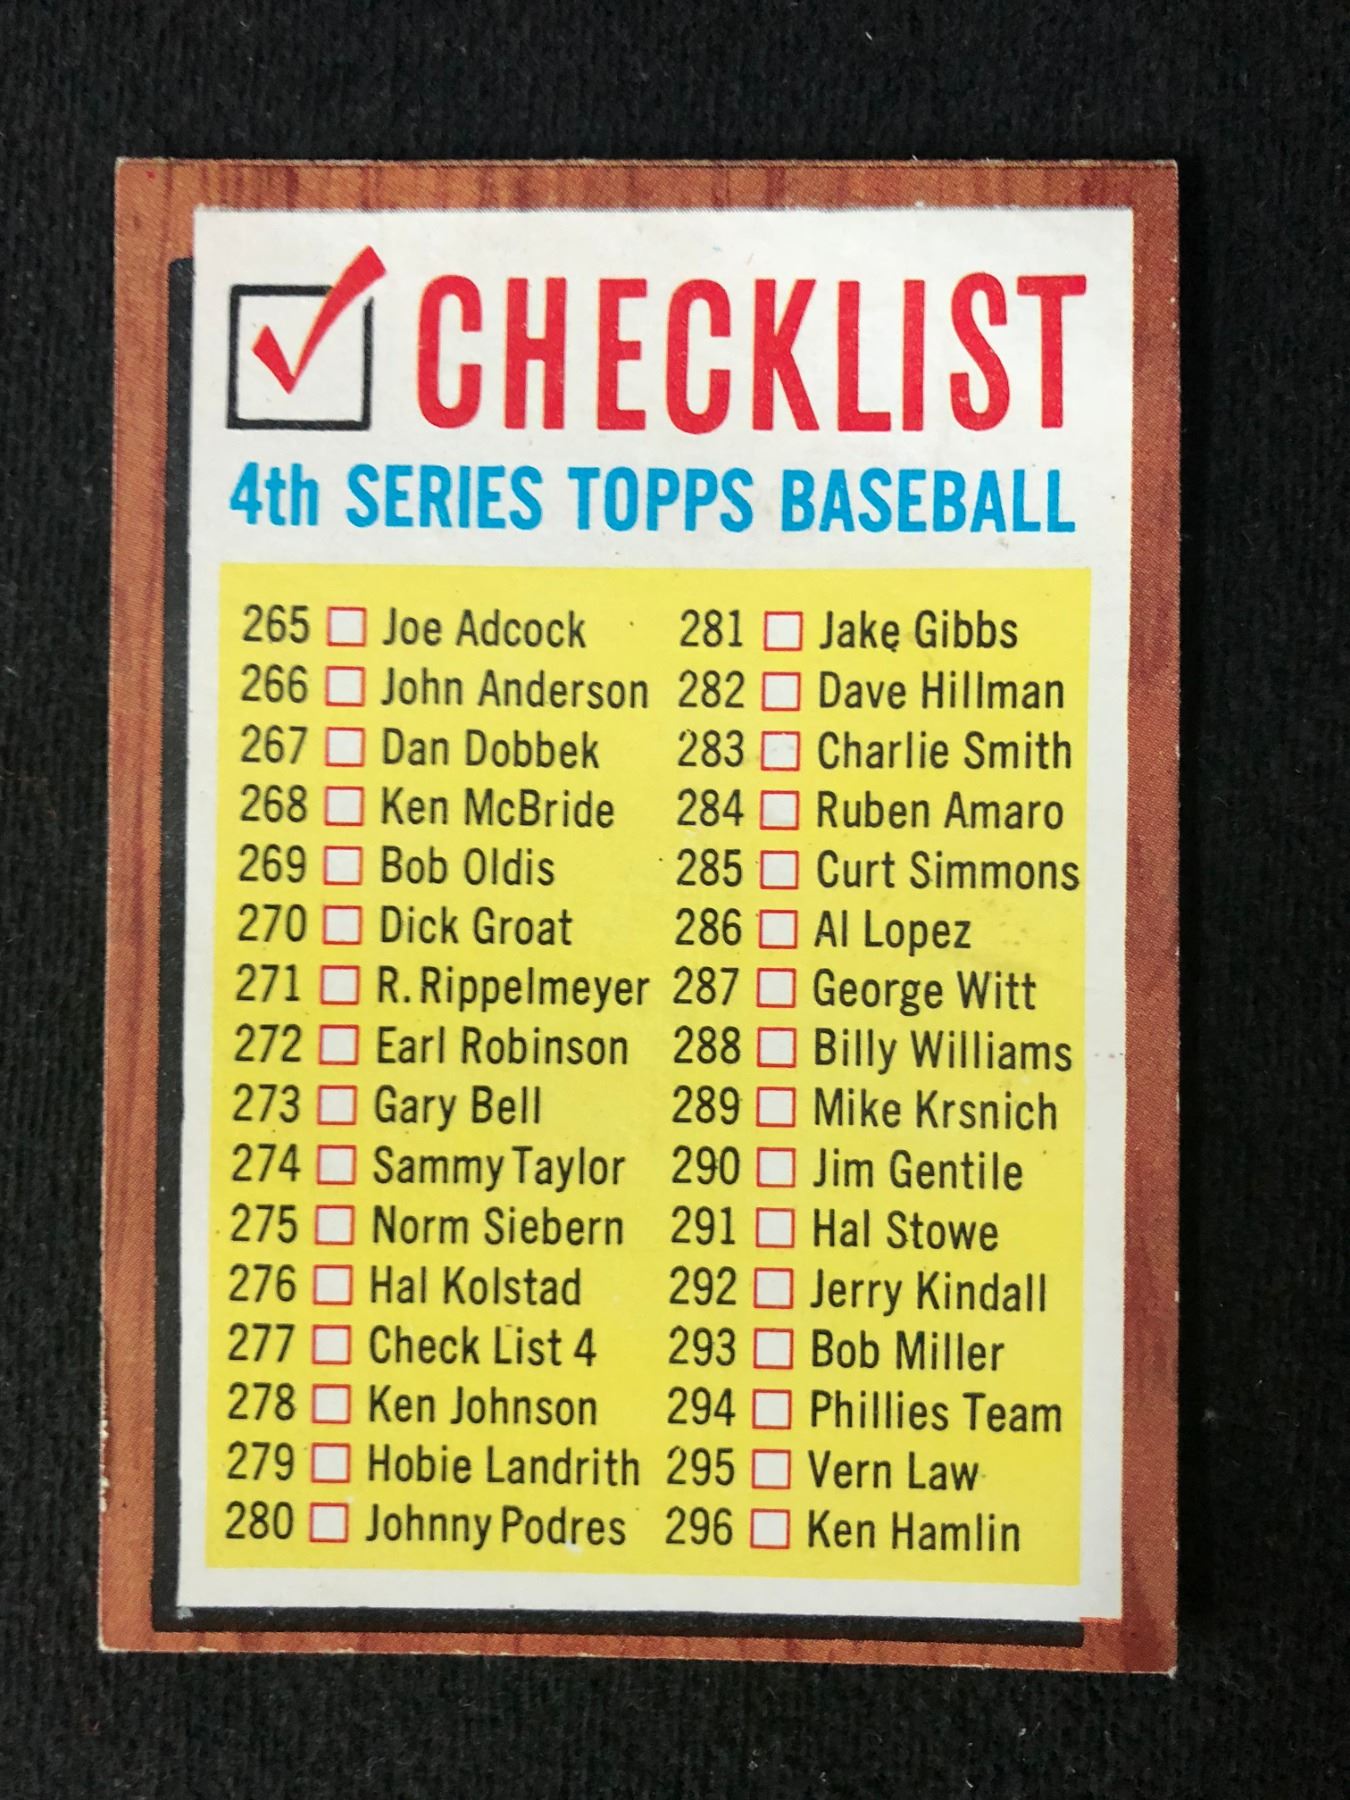 CHECKLIST
4th SERIES TOPPS BASEBALL
265 Joe Adcock
266 John Anderson
267 Dan Dobbek
268 Ken McBride
269 Bob Oldis
270 Dick Groat
271 R. Rippelmeyer
272 Earl Robinson
273 Gary Bell
274 Sammy Taylor
275 Norm Siebern
276 Hal Kolstad
277 Check List 4
278 Ken Johnson
279 Hobie Landrith
280 Johnny Podres
281 Jake Gibbs
282 Dave Hillman
283 Charlie Smith
284 Ruben Amaro
285 Curt Simmons
286 Al Lopez
287 George Witt
288 Billy Williams
289 Mike Krsnich
290 Jim Gentile
291 Hal Stowe
292 Jerry Kindall
293 Bob Miller
294 Phillies Team
295 Vern Law
296 Ken Hamlin